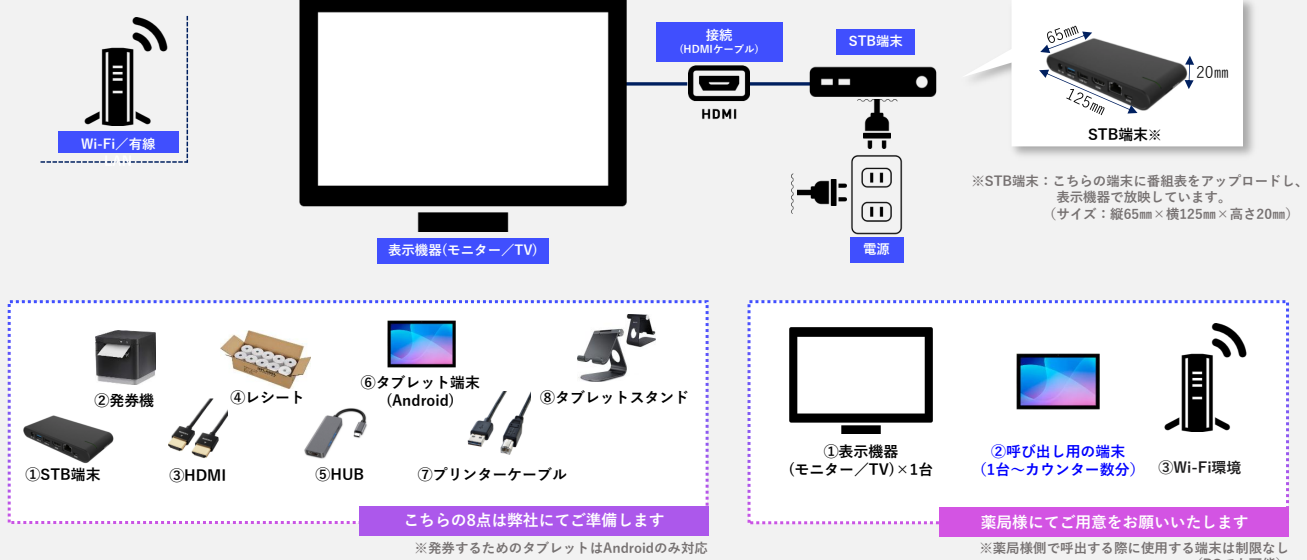 Wi-Fi／有線
表示機器(モニター／TV)
接続
(HDMIケーブル)
HDMI
STB端末
電源
65㎜
125㎜
20㎜
STB端末※
※STB端末：こちらの端末に番組表をアップロードし、
表示機器で放映しています。
（サイズ：縦65㎜×横125㎜×高さ20㎜）
②発券機
④レシート
⑥タブレット端末
(Android)
⑧タブレットスタンド
①STB端末
③HDMI
⑤HUB
⑦プリンターケーブル
こちらの8点は弊社にてご準備します
※発券するためのタブレットはAndroidのみ対応
①表示機器
(モニター／TV)×1台
②呼び出し用の端末
(1台～カウンター数分)
③Wi-Fi環境
薬局様にてご用意をお願いいたします
※薬局様側で呼出する際に使用する端末は制限なし